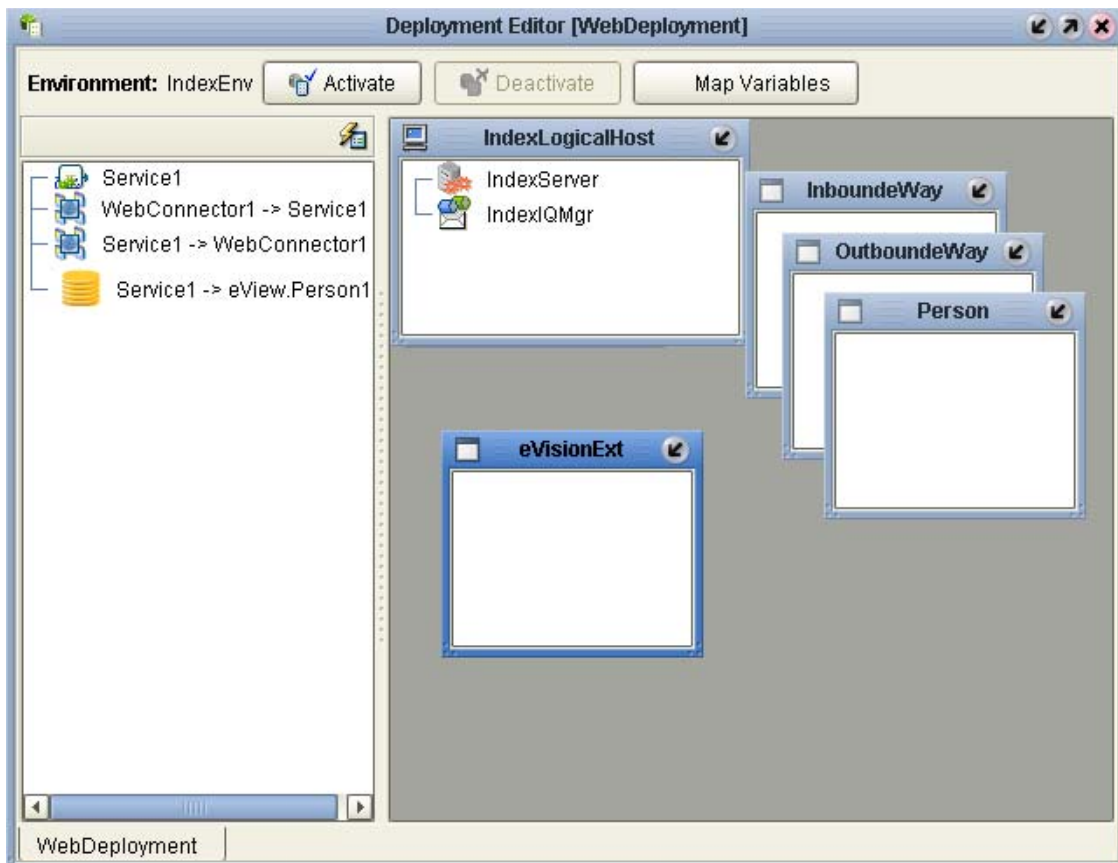 Deployment Editor [WebDeployment]
Environment: IndexEnv
Activate
Deactivate
Map Variables
Service1
WebConnector1 -> Service1
Service1 -> WebConnector1
Service1 -> eView.Person1
IndexLogicalHost
IndexServer
IndexIQMgr
InboundeWay
OutboundeWay
Person
eVisionExt
WebDeployment